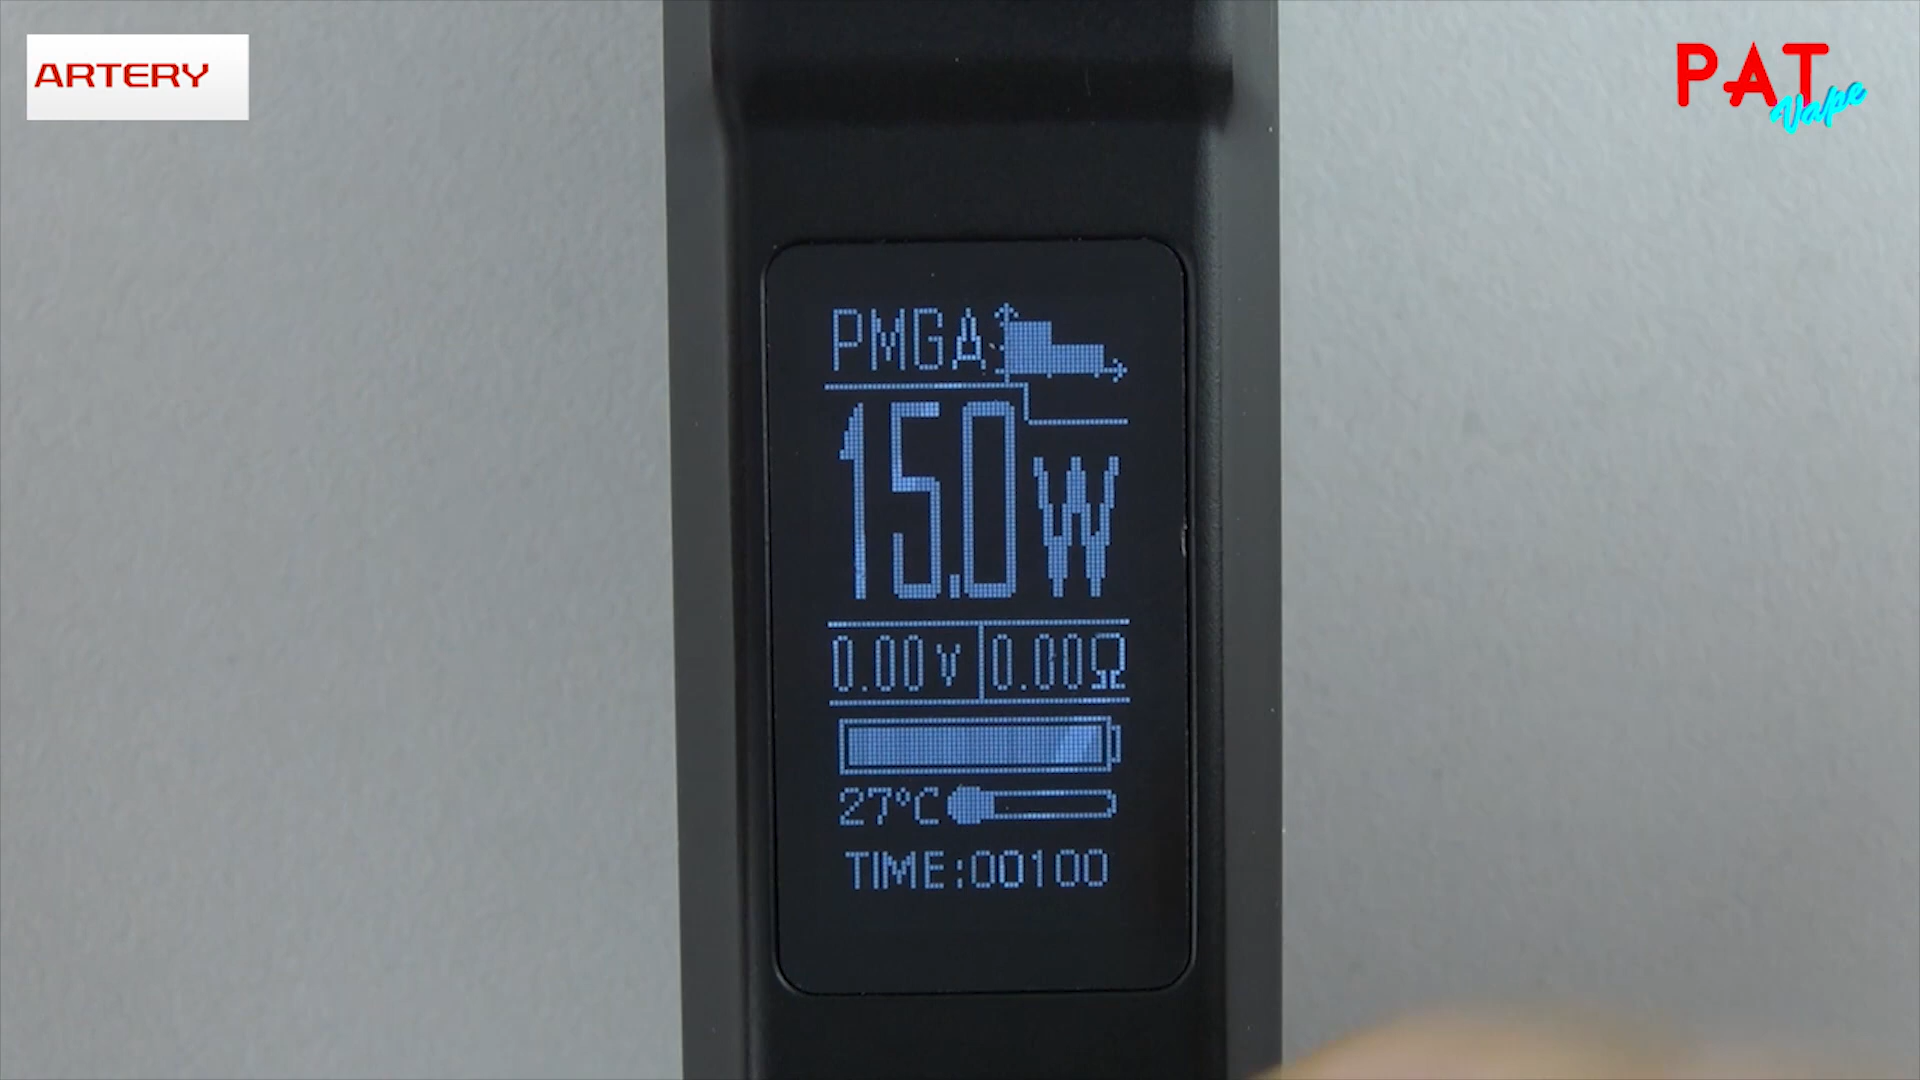 ARTERY
PAT
Vape
PMGA
15.0W
0.00V 0.00Ω
27°C
TIME:00100